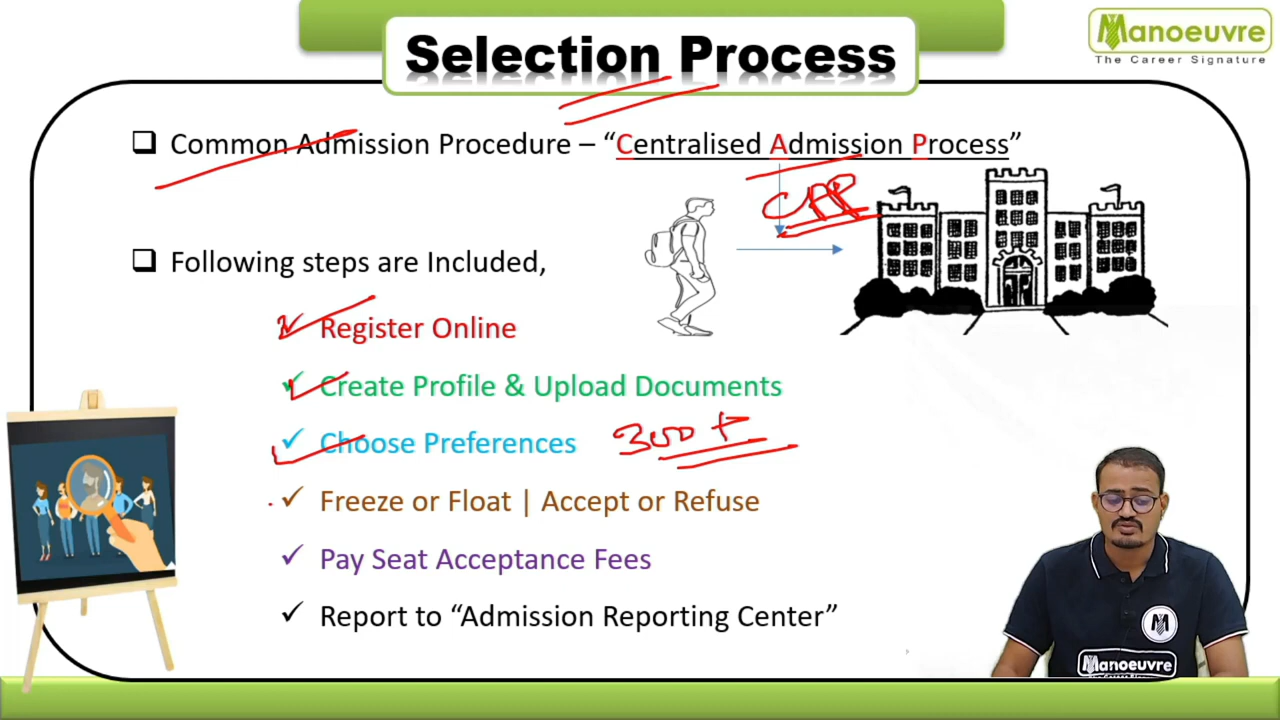 Selection Process
Manoeuvre
The Career Signature
Common Admission Procedure – “Centralised Admission Process”
CAP
Following steps are Included,
Register Online
Create Profile & Upload Documents
Choose Preferences 300 +
Freeze or Float | Accept or Refuse
Pay Seat Acceptance Fees
Report to “Admission Reporting Center”
Manoeuvre